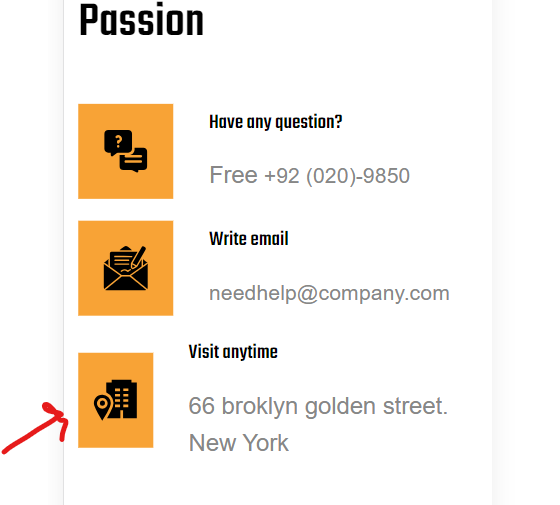 Passion
Have any question?
Free +92 (020)-9850
Write email
needhelp@company.com
Visit anytime
66 broklyn golden street.
New York